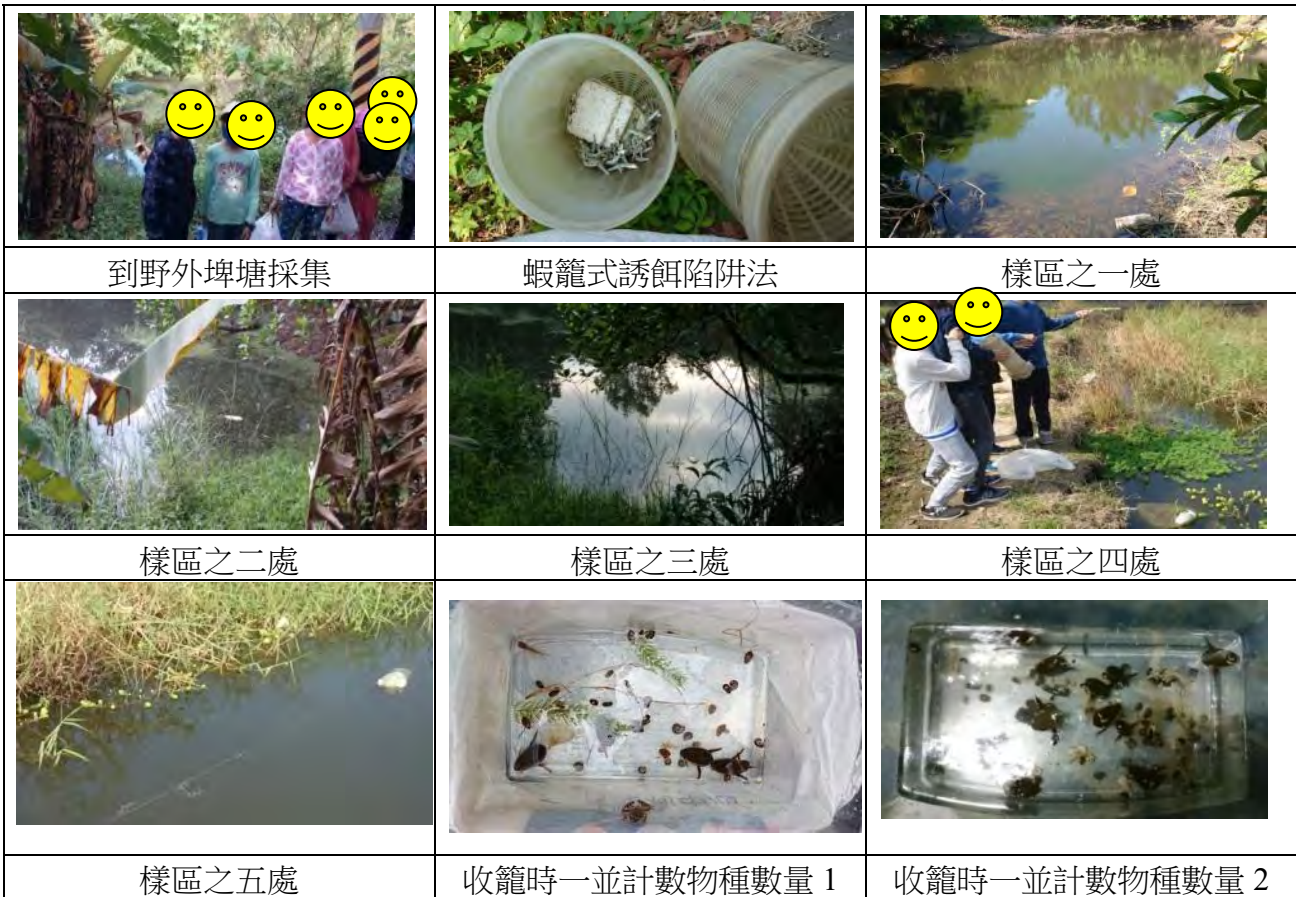 到野外埤塘採集
蝦籠式誘餌陷阱法
樣區之一處
樣區之二處
樣區之三處
樣區之四處
樣區之五處
收籠時一並計數物種數量 1
收籠時一並計數物種數量 2